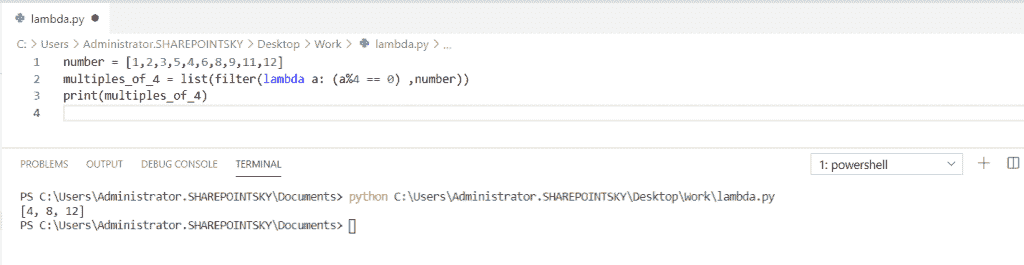 lambda.py
C: > Users > Administrator.SHAREPOINTSKY > Desktop > Work > lambda.py > ...
1 number = [1,2,3,5,4,6,8,9,11,12]
2 multiples_of_4 = list(filter(lambda a: (a%4 == 0) ,number))
3 print(multiples_of_4)
4
PROBLEMS OUTPUT DEBUG CONSOLE TERMINAL 1: powershell
PS C:\Users\Administrator.SHAREPOINTSKY\Documents> python C:\Users\Administrator.SHAREPOINTSKY\Desktop\Work\lambda.py
[4, 8, 12]
PS C:\Users\Administrator.SHAREPOINTSKY\Documents>